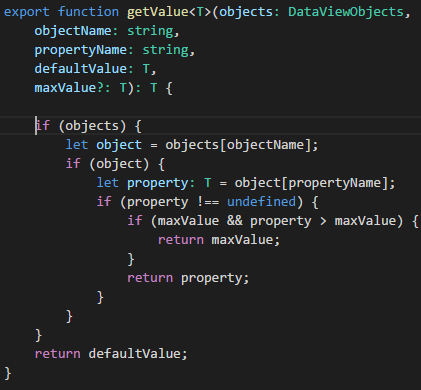 export function getValue<T>(objects: DataViewObjects,
    objectName: string,
    propertyName: string,
    defaultValue: T,
    maxValue?: T): T {

    if (objects) {
        let object = objects[objectName];
        if (object) {
            let property: T = object[propertyName];
            if (property !== undefined) {
                if (maxValue && property > maxValue) {
                    return maxValue;
                }
                return property;
            }
        }
    }
    return defaultValue;
}